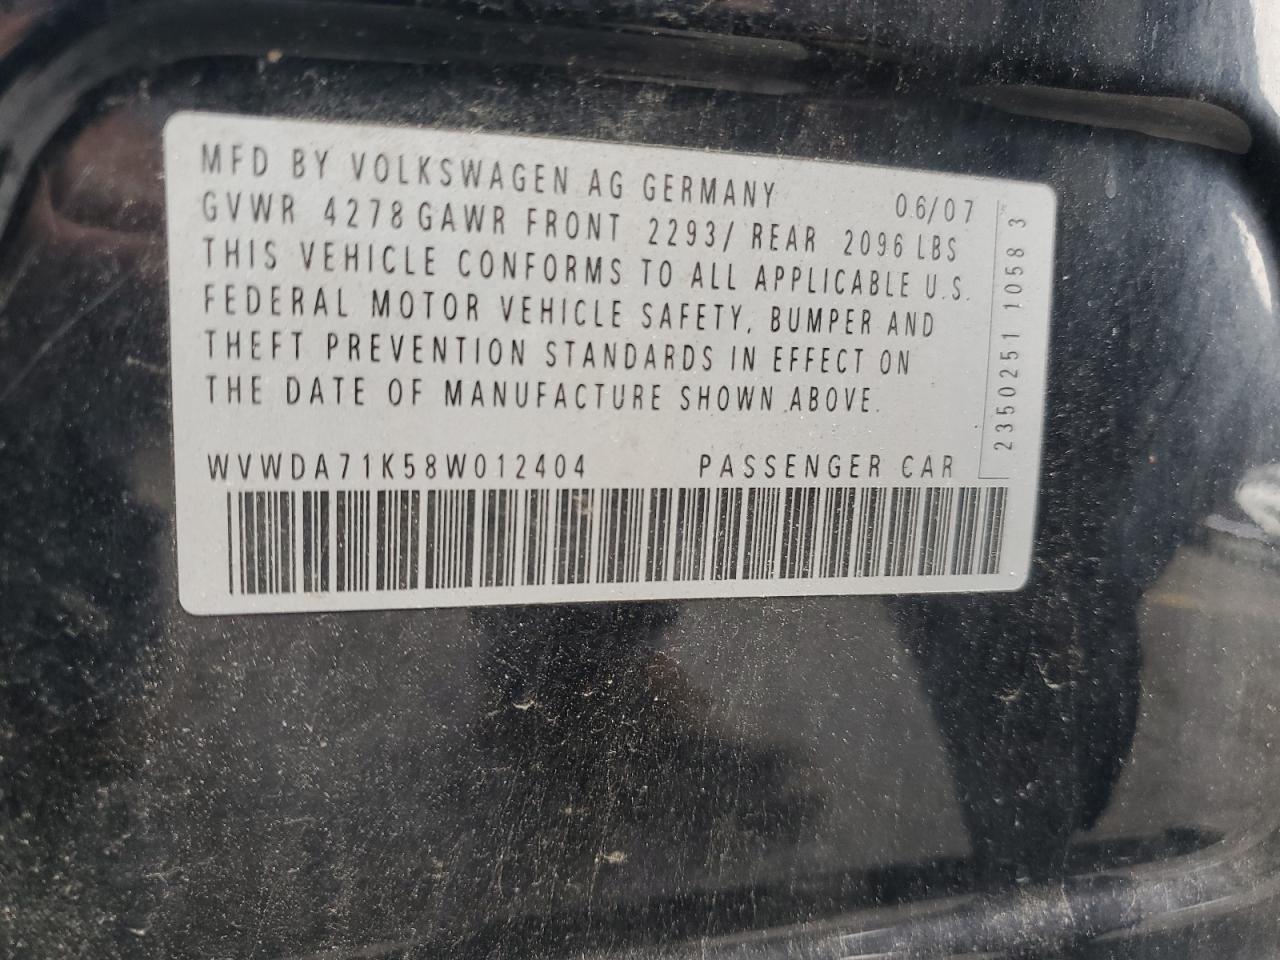 MFD BY VOLKSWAGEN AG GERMANY 06/07
GVWR 4278 GAWR FRONT 2293/ REAR 2096 LBS
THIS VEHICLE CONFORMS TO ALL APPLICABLE U.S.
FEDERAL MOTOR VEHICLE SAFETY, BUMPER AND
THEFT PREVENTION STANDARDS IN EFFECT ON
THE DATE OF MANUFACTURE SHOWN ABOVE.
WVWDA71K58W012404 PASSENGER CAR
2350251 1058 3